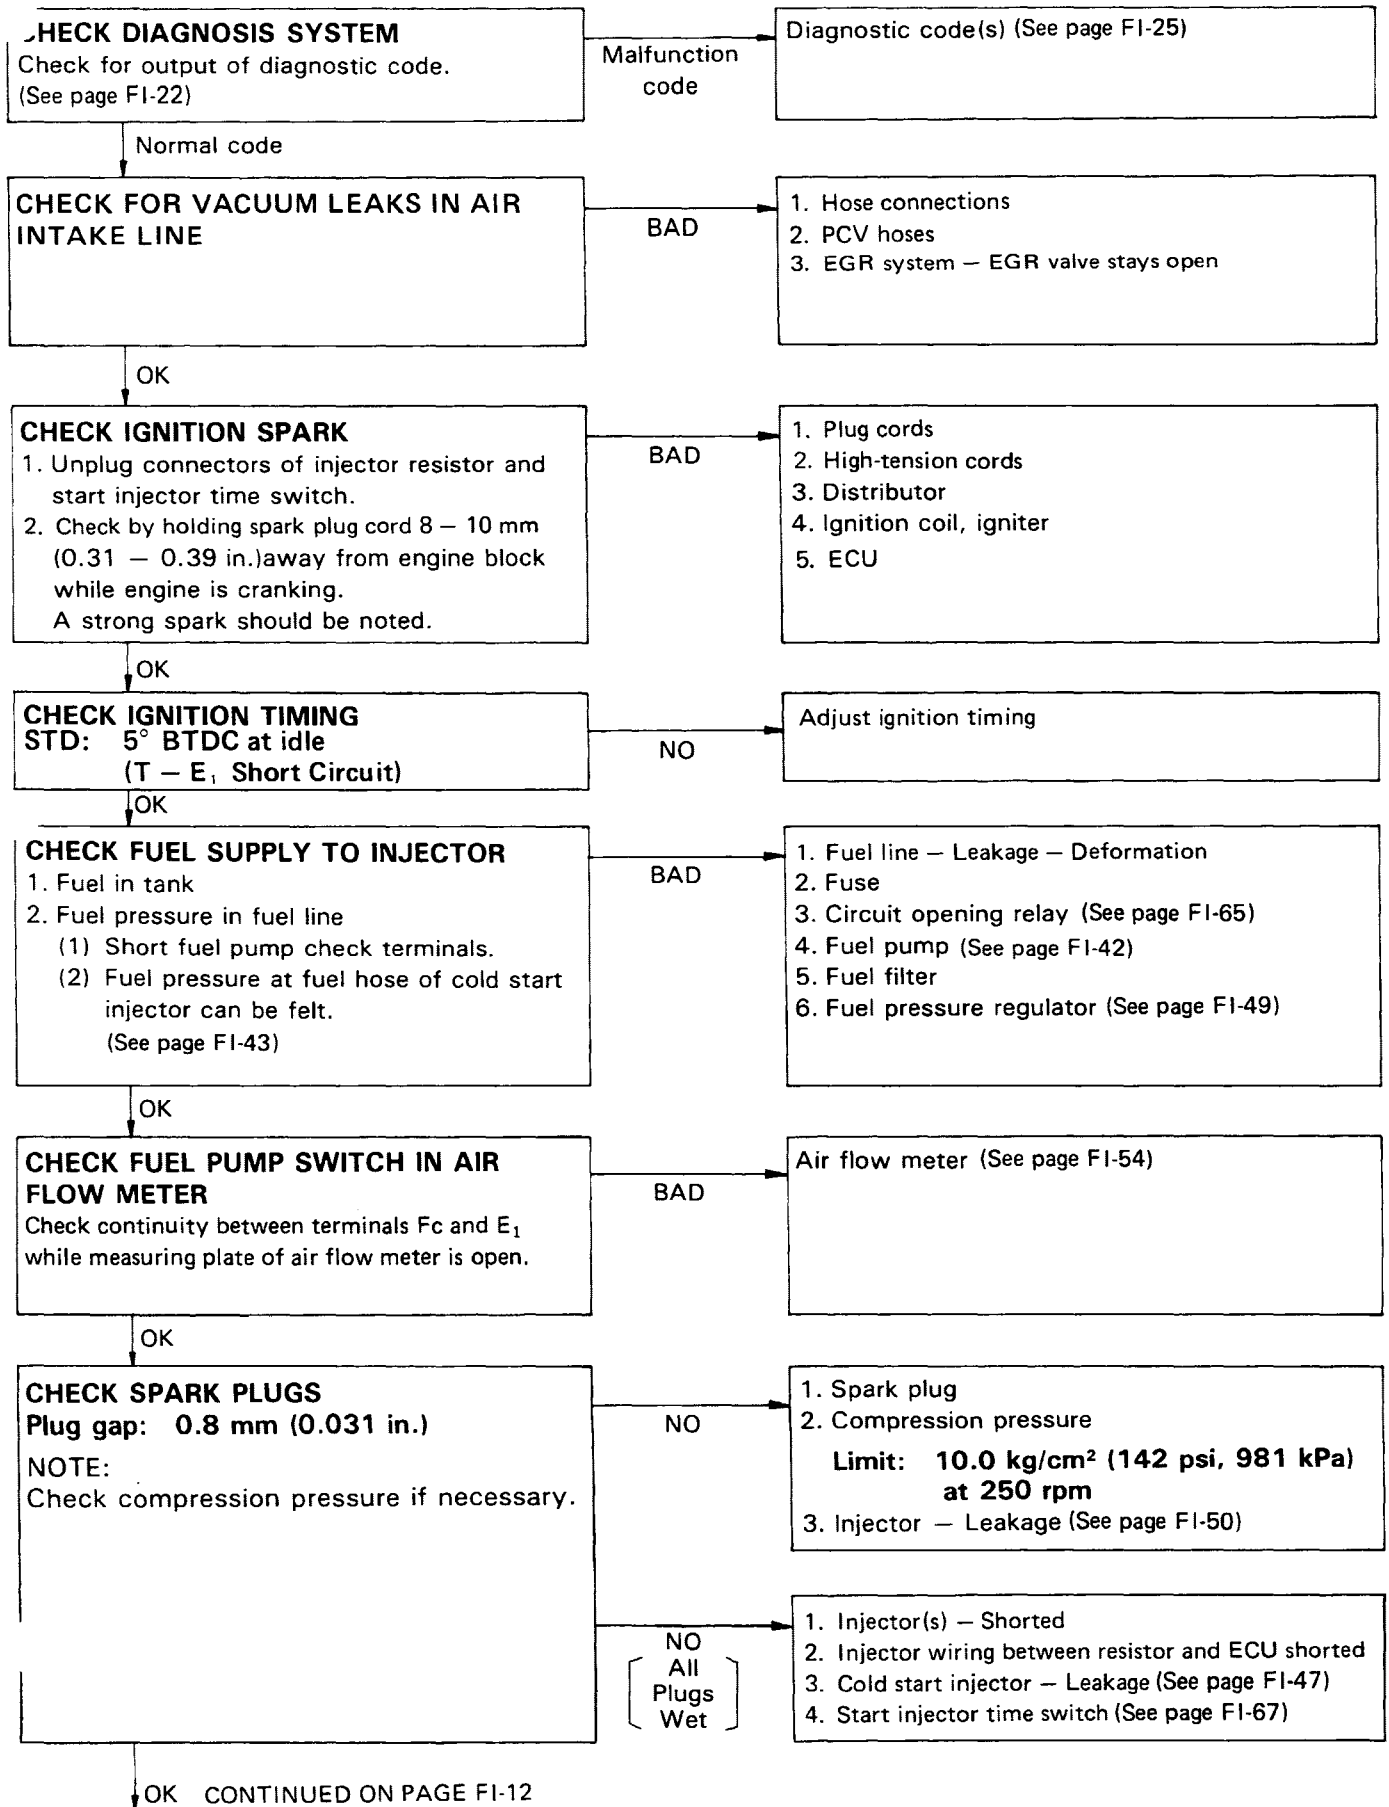 CHECK DIAGNOSIS SYSTEM
Check for output of diagnostic code.
(See page FI-22)
Malfunction
code
Diagnostic code(s) (See page FI-25)
Normal code
CHECK FOR VACUUM LEAKS IN AIR
INTAKE LINE
BAD
1. Hose connections
2. PCV hoses
3. EGR system — EGR valve stays open
OK
CHECK IGNITION SPARK
1. Unplug connectors of injector resistor and
start injector time switch.
2. Check by holding spark plug cord 8 — 10 mm
(0.31 — 0.39 in.)away from engine block
while engine is cranking.
A strong spark should be noted.
BAD
1. Plug cords
2. High-tension cords
3. Distributor
4. Ignition coil, igniter
5. ECU
OK
CHECK IGNITION TIMING
STD: 5° BTDC at idle
(T — E₁ Short Circuit)
NO
Adjust ignition timing
OK
CHECK FUEL SUPPLY TO INJECTOR
1. Fuel in tank
2. Fuel pressure in fuel line
(1) Short fuel pump check terminals.
(2) Fuel pressure at fuel hose of cold start
injector can be felt.
(See page FI-43)
BAD
1. Fuel line — Leakage — Deformation
2. Fuse
3. Circuit opening relay (See page FI-65)
4. Fuel pump (See page FI-42)
5. Fuel filter
6. Fuel pressure regulator (See page FI-49)
OK
CHECK FUEL PUMP SWITCH IN AIR
FLOW METER
Check continuity between terminals Fc and E₁
while measuring plate of air flow meter is open.
BAD
Air flow meter (See page FI-54)
OK
CHECK SPARK PLUGS
Plug gap: 0.8 mm (0.031 in.)
NOTE:
Check compression pressure if necessary.
NO
1. Spark plug
2. Compression pressure
Limit: 10.0 kg/cm² (142 psi, 981 kPa)
at 250 rpm
3. Injector — Leakage (See page FI-50)
NO
All
Plugs
Wet
1. Injector(s) — Shorted
2. Injector wiring between resistor and ECU shorted
3. Cold start injector — Leakage (See page FI-47)
4. Start injector time switch (See page FI-67)
OK CONTINUED ON PAGE FI-12